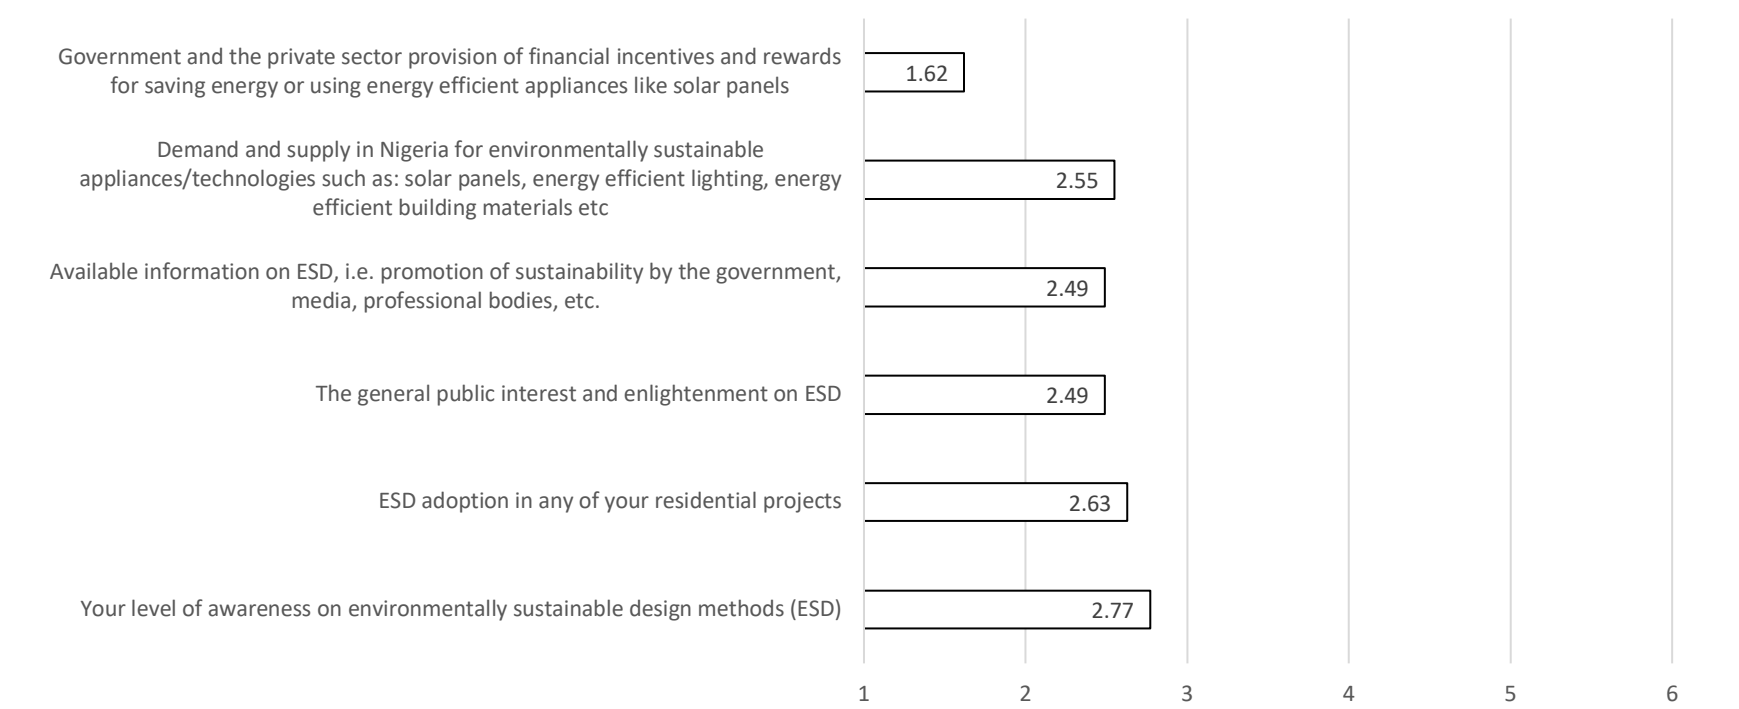 Government and the private sector provision of financial incentives and rewards
for saving energy or using energy efficient appliances like solar panels
1.62
Demand and supply in Nigeria for environmentally sustainable
appliances/technologies such as: solar panels, energy efficient lighting, energy
efficient building materials etc
2.55
Available information on ESD, i.e. promotion of sustainability by the government,
media, professional bodies, etc.
2.49
The general public interest and enlightenment on ESD
2.49
ESD adoption in any of your residential projects
2.63
Your level of awareness on environmentally sustainable design methods (ESD)
2.77
1 2 3 4 5 6